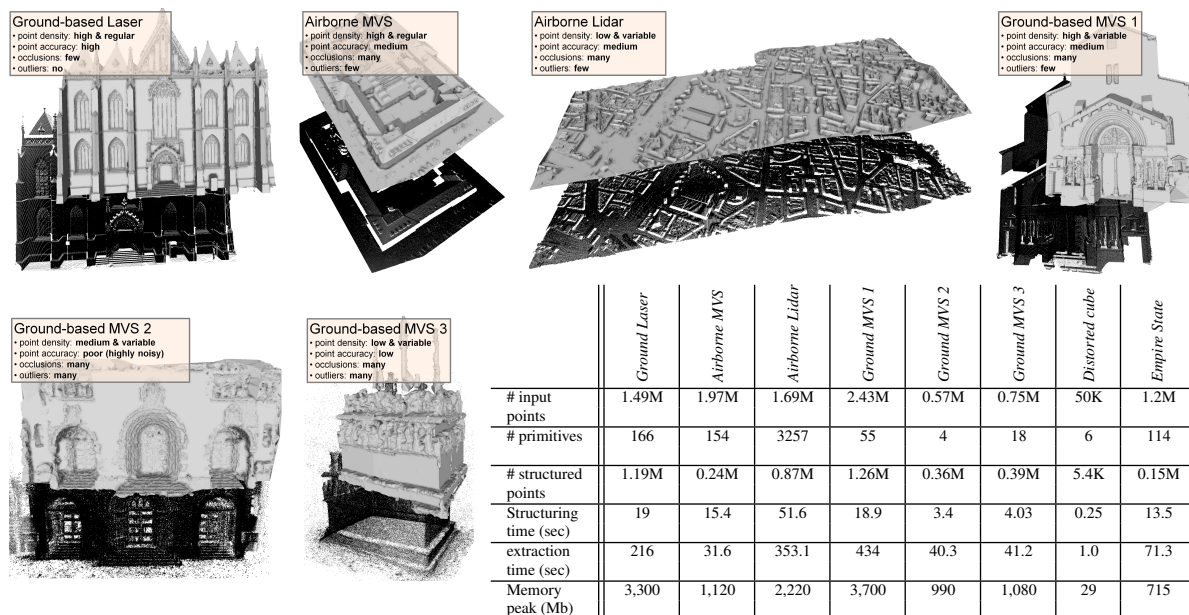 Ground-based Laser
• point density: high & regular
• point accuracy: high
• occlusions: few
• outliers: no
Airborne MVS
• point density: high & regular
• point accuracy: medium
• occlusions: many
• outliers: few
Airborne Lidar
• point density: low & variable
• point accuracy: medium
• occlusions: many
• outliers: few
Ground-based MVS 1
• point density: high & variable
• point accuracy: medium
• occlusions: many
• outliers: few
Ground-based MVS 2
• point density: medium & variable
• point accuracy: poor (highly noisy)
• occlusions: many
• outliers: many
Ground-based MVS 3
• point density: low & variable
• point accuracy: low
• occlusions: many
• outliers: many
Ground Laser Airborne MVS Airborne Lidar Ground MVS 1 Ground MVS 2 Ground MVS 3 Distorted cube Empire State
# input 1.49M 1.97M 1.69M 2.43M 0.57M 0.75M 50K 1.2M
points
# primitives 166 154 3257 55 4 18 6 114
# structured 1.19M 0.24M 0.87M 1.26M 0.36M 0.39M 5.4K 0.15M
points
Structuring 19 15.4 51.6 18.9 3.4 4.03 0.25 13.5
time (sec)
extraction 216 31.6 353.1 434 40.3 41.2 1.0 71.3
time (sec)
Memory 3,300 1,120 2,220 3,700 990 1,080 29 715
peak (Mb)